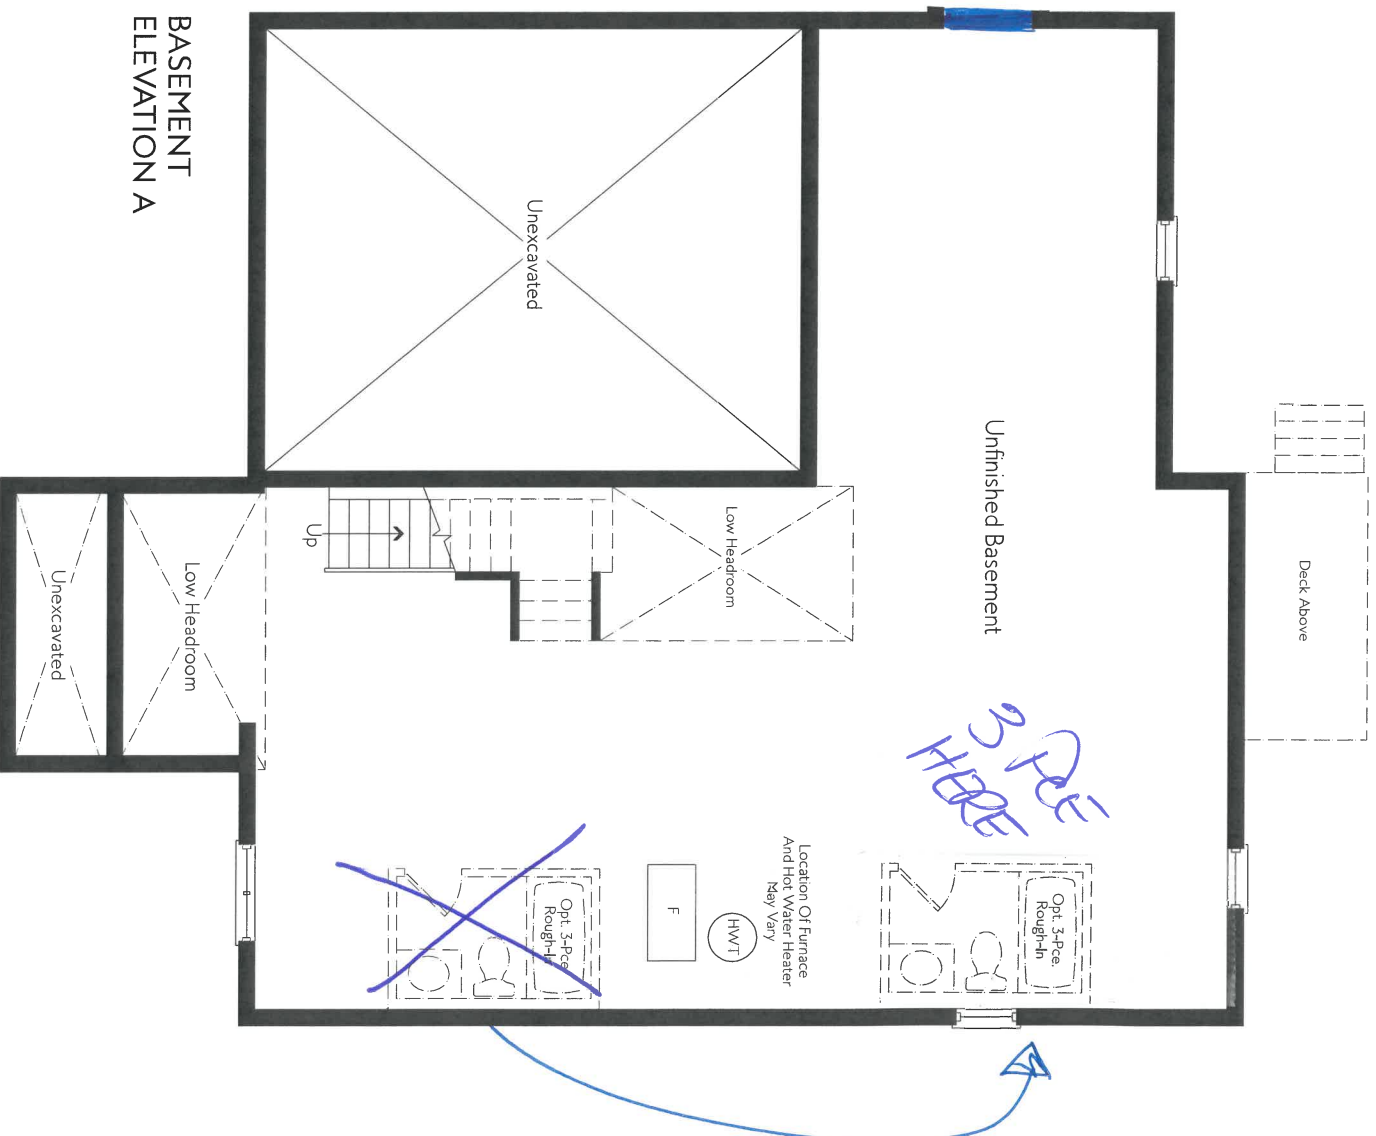 BASEMENT
ELEVATION A
Unexcavated
Unfinished Basement
Deck Above
Low Headroom
Up
Low Headroom
Unexcavated
3 PCE
HERE
Location Of Furnace
And Hot Water Heater
May Vary
F
HWT
Opt. 3-Pce
Rough-In
Opt. 3-Pce.
Rough-In